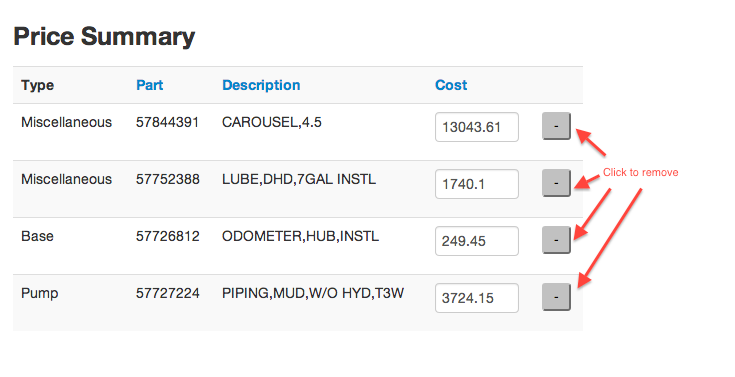 Price Summary
Type Part Description Cost
Miscellaneous 57844391 CAROUSEL,4.5 13043.61 -
Miscellaneous 57752388 LUBE,DHD,7GAL INSTL 1740.1 -
Click to remove
Base 57726812 ODOMETER,HUB,INSTL 249.45 -
Pump 57727224 PIPING,MUD,W/O HYD,T3W 3724.15 -